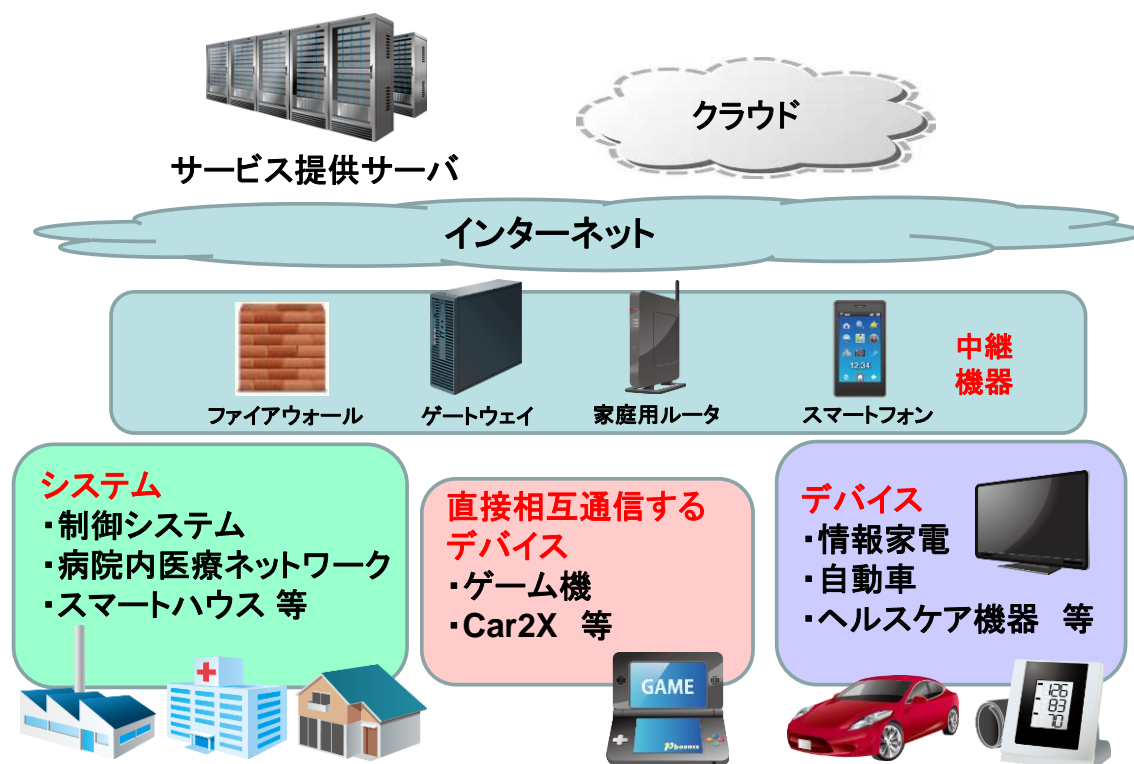 サービス提供サーバ
クラウド
インターネット
ファイアウォール
ゲートウェイ
家庭用ルータ
12:34
スマートフォン
中継
機器
システム
・制御システム
・病院内医療ネットワーク
・スマートハウス 等
直接相互通信する
デバイス
・ゲーム機
・Car2X 等
GAME
Phoenix
デバイス
・情報家電
・自動車
・ヘルスケア機器 等
126
83
70